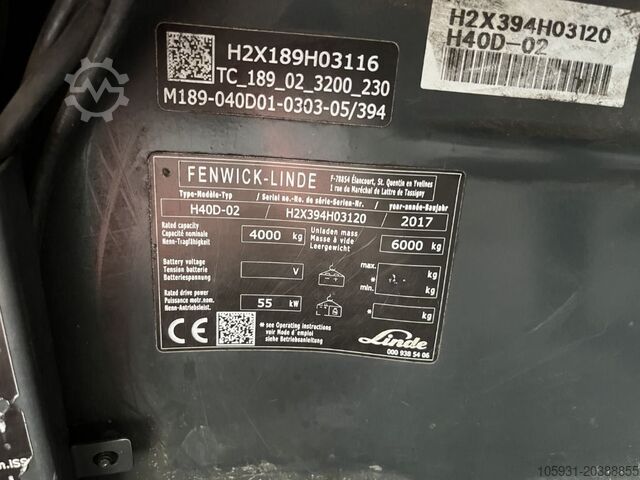 H2X394H03120
H40D-02
H2X189H03116
TC_189_02_3200_230
M189-040D01-0303-05/394
FENWICK-LINDE
F-78854 Élancourt, St. Quentin en Yvelines
1 rue de Maréchal de Lattre de Tassigny
Type-Modèle-Typ / Serial no.-No. de série-Serien-Nr. / year-année-Baujahr
H40D-02 / H2X394H03120 / 2017
Rated capacity
Capacité nominale
Nenn-Tragfähigkeit
4000 kg
Unladen mass
Masse à vide
Leergewicht
6000 kg
Battery voltage
Tension batterie
Batteriespannung
V
* max. kg
min. kg
Rated drive power
Puissance motr.nom.
Nenn-Antriebsleist.
55 kW
* kg
CE
* see Operating instructions
voir Mode d'emploi
siehe Betriebsanleitung
Linde
000 938 54 06
105931-20388855